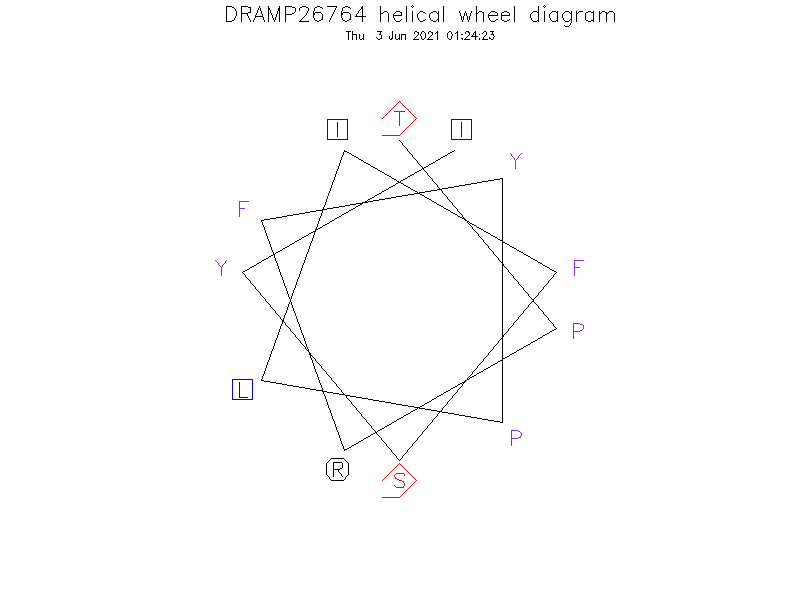 DRAMP26764 helical wheel diagram
Thu 3 Jun 2021 01:24:23
I T I
Y
F
Y F
P
L
P
R S